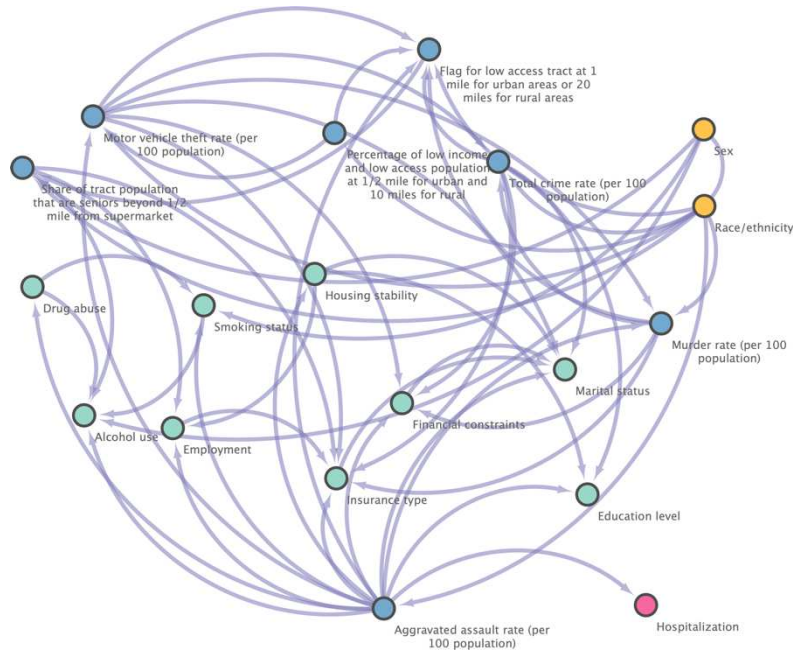 Flag for low access tract at 1
mile for urban areas or 20
miles for rural areas
Motor vehicle theft rate (per
100 population)
Sex
Percentage of low income
and low access population
at 1/2 mile for urban and
10 miles for rural
Total crime rate (per 100
population)
Share of tract population
that are seniors beyond 1/2
mile from supermarket
Race/ethnicity
Housing stability
Drug abuse
Smoking status
Murder rate (per 100
population)
Marital status
Financial constraints
Alcohol use
Employment
Insurance type
Education level
Hospitalization
Aggravated assault rate (per
100 population)